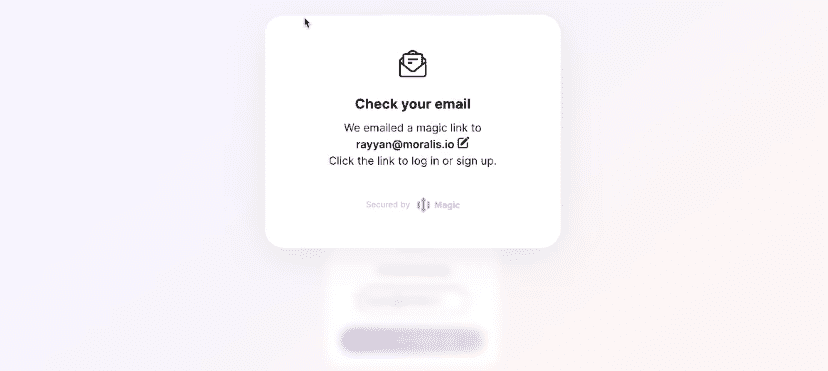 Check your email
We emailed a magic link to
rayyan@moralis.io
Click the link to log in or sign up.
Secured by Magic